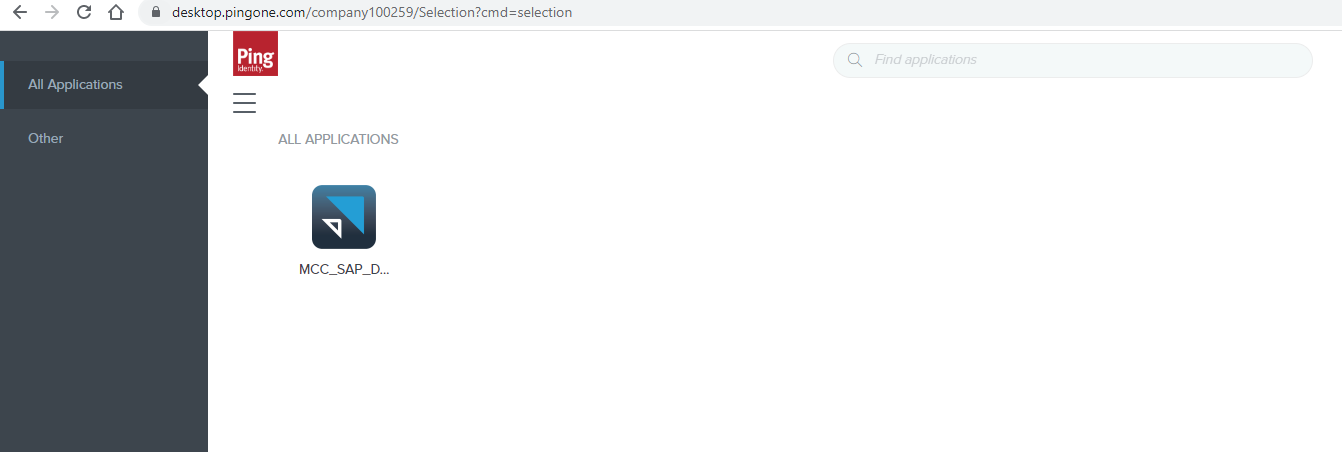 desktop.pingone.com/company100259/Selection?cmd=selection
Ping
Identity.
Find applications
All Applications
Other
ALL APPLICATIONS
MCC_SAP_D...